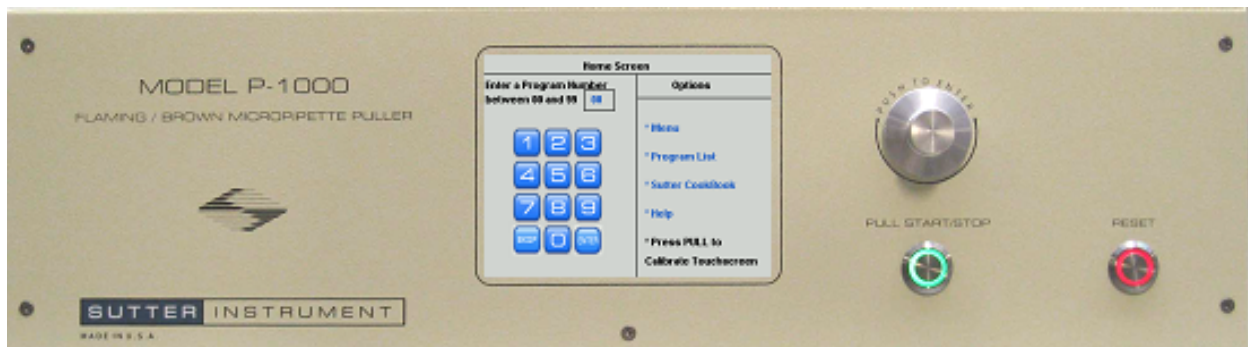 MODEL P-1000
FLAMING / BROWN MICROPIPETTE PULLER
SUTTER INSTRUMENT
MADE IN U.S.A
Home Screen
Enter a Program Number
between 00 and 99 00
1 2 3
4 5 6
7 8 9
0 ENTER
Options
* Menu
* Program List
* Sutter CookBook
* Help
* Press PULL to
Calibrate Touchscreen
PUSH TO ENTER
PULL START/STOP
RESET